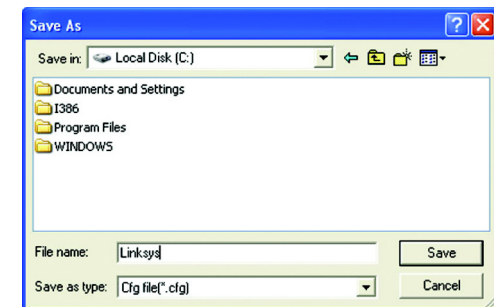 Save As
Save in: Local Disk (C:)
Documents and Settings
I386
Program Files
WINDOWS
File name: Linksys Save
Save as type: Cfg file(*.cfg) Cancel